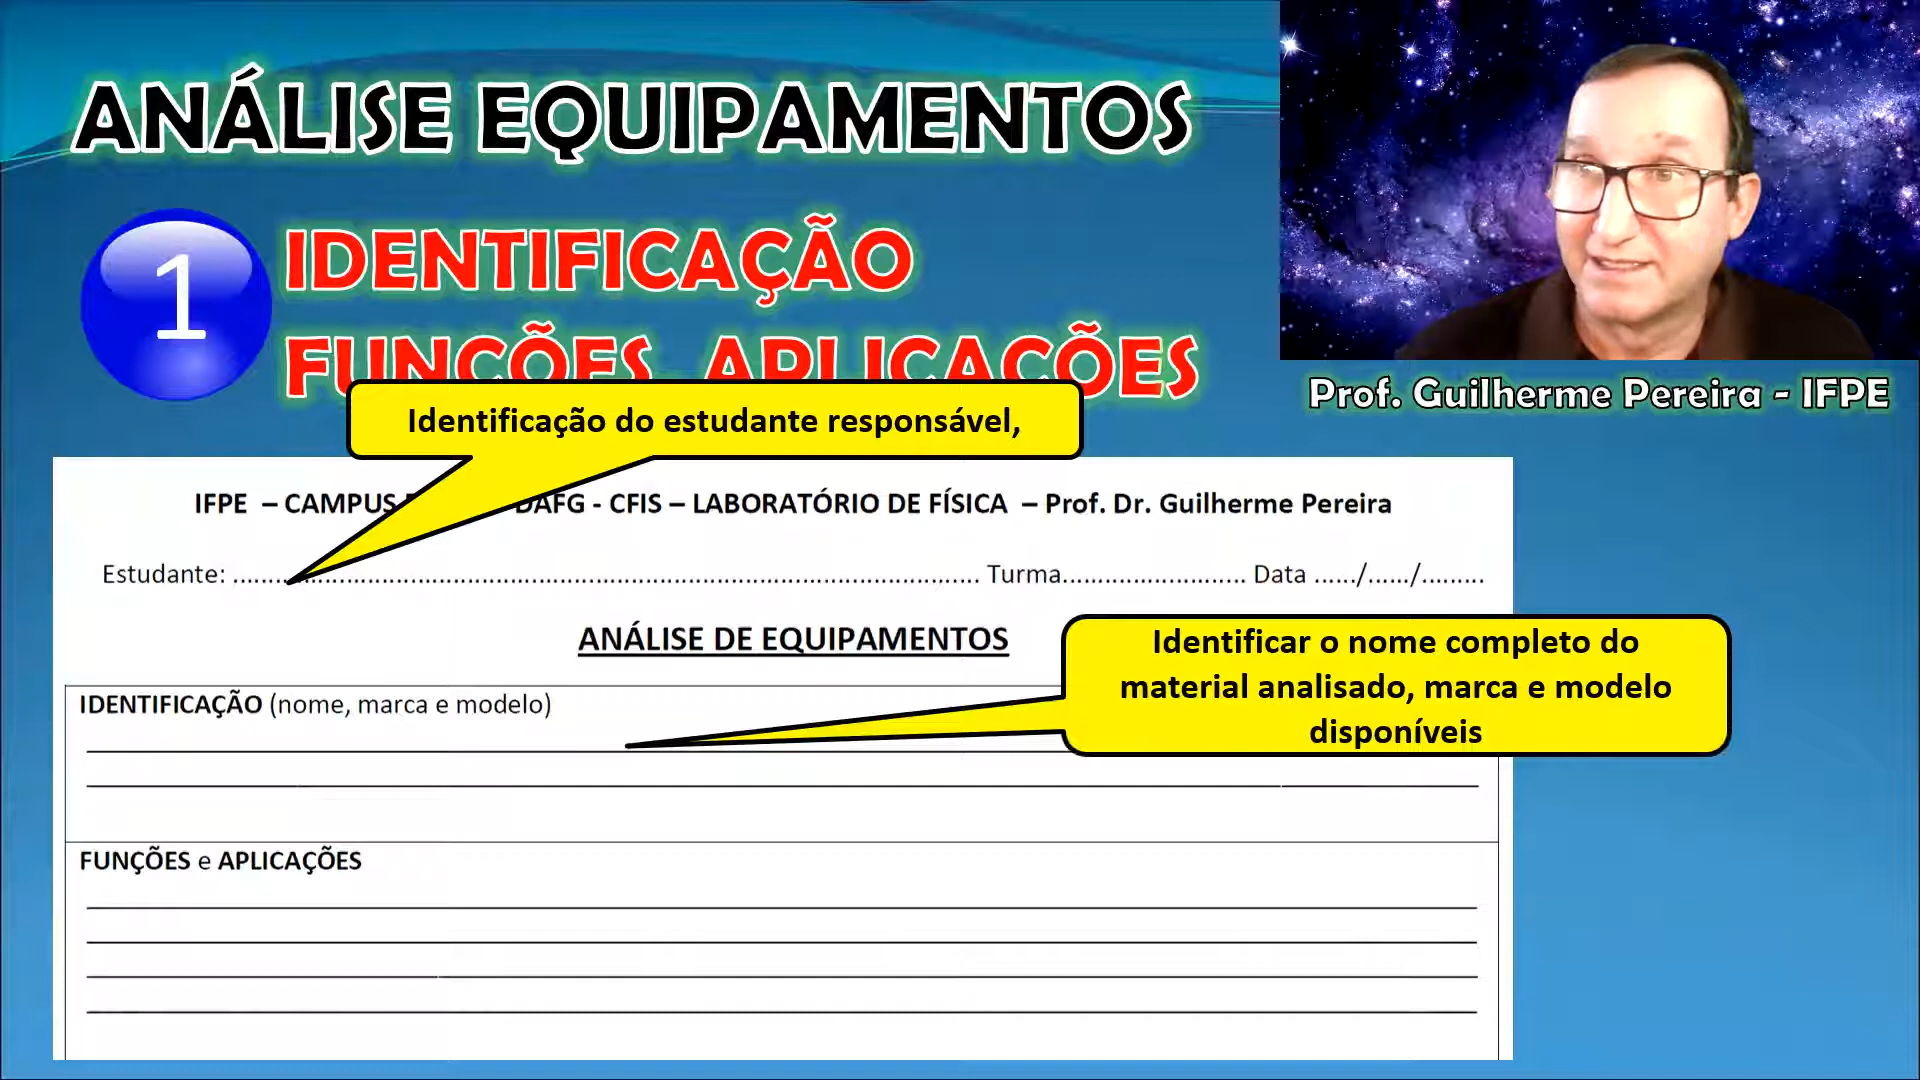 ANÁLISE EQUIPAMENTOS
1
IDENTIFICAÇÃO
FUNÇÕES APLICAÇÕES
Prof. Guilherme Pereira - IFPE
Identificação do estudante responsável,
IFPE – CAMPUS DAFG - CFIS – LABORATÓRIO DE FÍSICA – Prof. Dr. Guilherme Pereira
Estudante: ........................................................................................................... Turma.......................... Data ....../....../.........
ANÁLISE DE EQUIPAMENTOS
Identificar o nome completo do
material analisado, marca e modelo
disponíveis
IDENTIFICAÇÃO (nome, marca e modelo)
FUNÇÕES e APLICAÇÕES